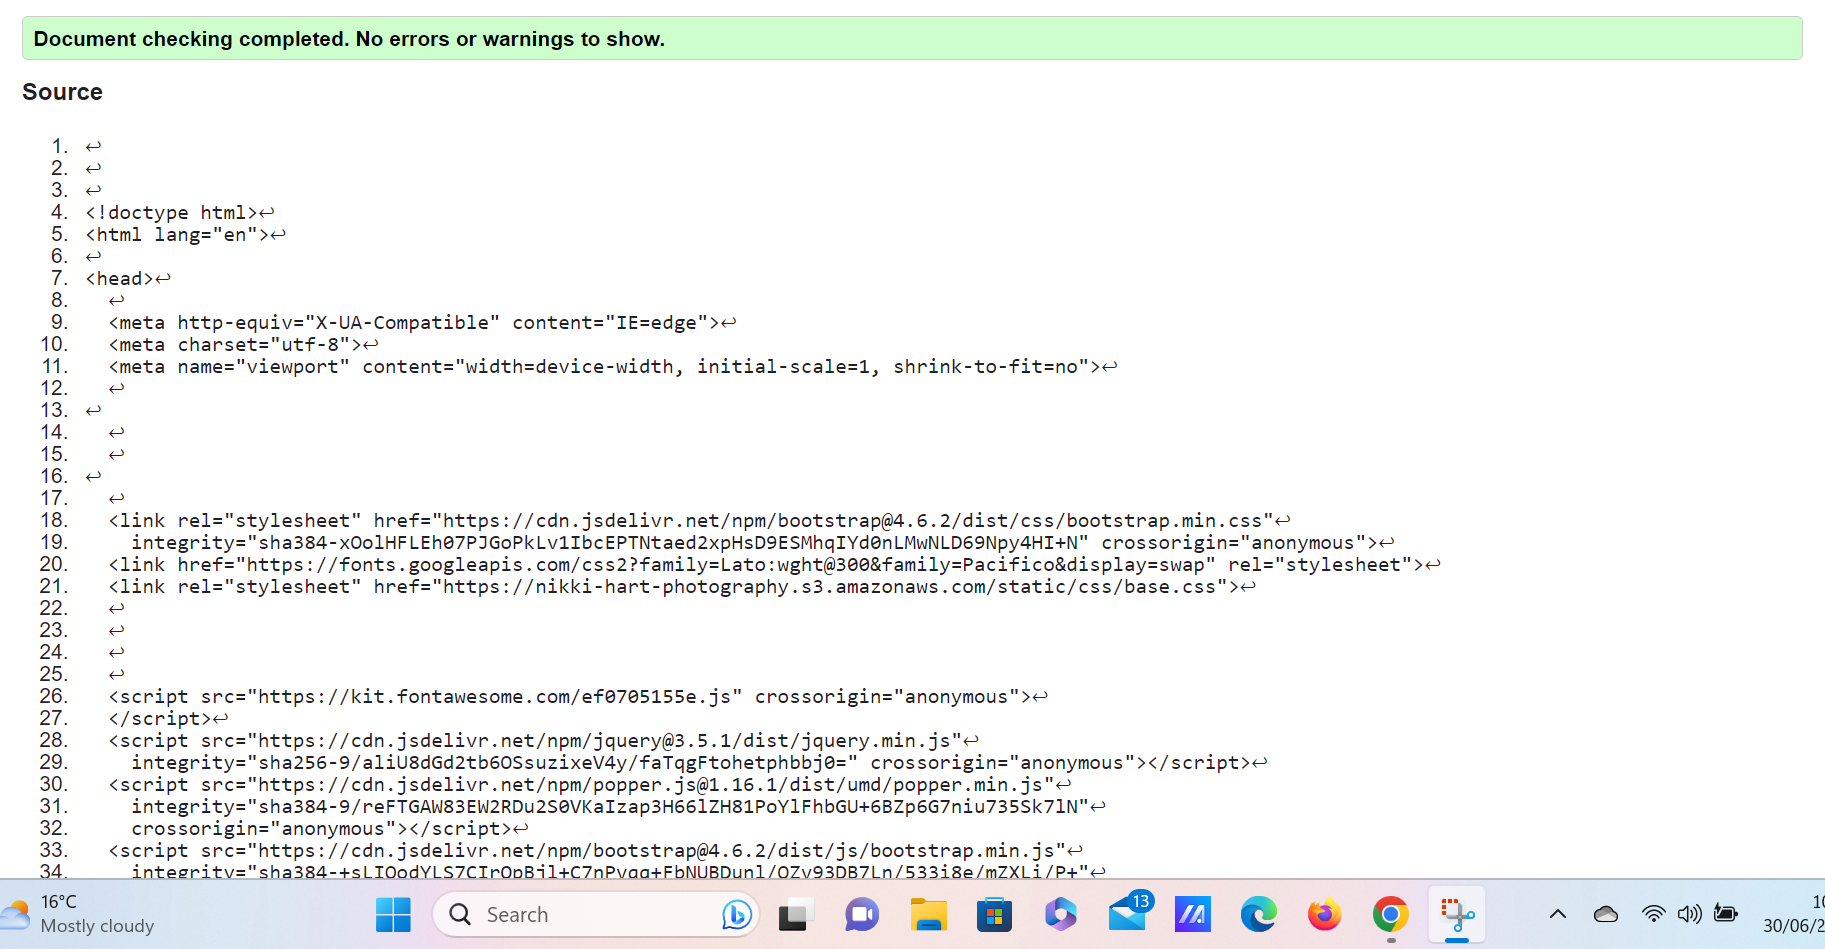 Document checking completed. No errors or warnings to show.
Source
1. ↩
2. ↩
3. ↩
4. <!doctype html>↩
5. <html lang="en">↩
6. ↩
7. <head>↩
8. ↩
9. <meta http-equiv="X-UA-Compatible" content="IE=edge">↩
10. <meta charset="utf-8">↩
11. <meta name="viewport" content="width=device-width, initial-scale=1, shrink-to-fit=no">↩
12. ↩
13. ↩
14. ↩
15. ↩
16. ↩
17. ↩
18. <link rel="stylesheet" href="https://cdn.jsdelivr.net/npm/bootstrap@4.6.2/dist/css/bootstrap.min.css"↩
19. integrity="sha384-xOolHFLEh07PJGoPkLv1IbcEPTNtaed2xpHsD9ESMhqIYd0nLMwNLD69Npy4HI+N" crossorigin="anonymous">↩
20. <link href="https://fonts.googleapis.com/css2?family=Lato:wght@300&family=Pacifico&display=swap" rel="stylesheet">↩
21. <link rel="stylesheet" href="https://nikki-hart-photography.s3.amazonaws.com/static/css/base.css">↩
22. ↩
23. ↩
24. ↩
25. ↩
26. <script src="https://kit.fontawesome.com/ef0705155e.js" crossorigin="anonymous">↩
27. </script>↩
28. <script src="https://cdn.jsdelivr.net/npm/jquery@3.5.1/dist/jquery.min.js"↩
29. integrity="sha256-9/aliU8dGd2tb6OSsuzixeV4y/faTqgFtohetphbbj0=" crossorigin="anonymous"></script>↩
30. <script src="https://cdn.jsdelivr.net/npm/popper.js@1.16.1/dist/umd/popper.min.js"↩
31. integrity="sha384-9/reFTGAW83EW2RDu2S0VKaIzap3H66lZH81PoYlFhbGU+6BZp6G7niu735Sk7lN"↩
32. crossorigin="anonymous"></script>↩
33. <script src="https://cdn.jsdelivr.net/npm/bootstrap@4.6.2/dist/js/bootstrap.min.js"↩
34. integrity="sha384-+sLIOodYLS7CIrQpBjl+C7nPvqq+FbNUBDunl/OZv93DB7Ln/533i8e/mZXLi/P+"↩
16°C
Mostly cloudy
Search
13
30/06/2